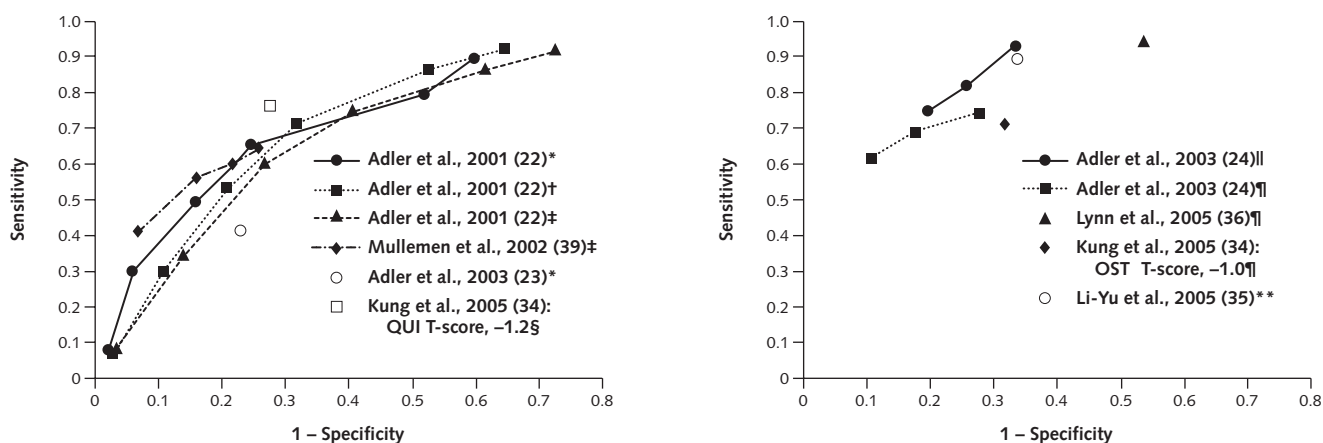 1.0
0.9
0.8
0.7
0.6
0.5
0.4
0.3
0.2
0.1
0
Sensitivity
0 0.1 0.2 0.3 0.4 0.5 0.6 0.7 0.8
1 – Specificity
Adler et al., 2001 (22)*
Adler et al., 2001 (22)†
Adler et al., 2001 (22)‡
Mullemen et al., 2002 (39)‡
Adler et al., 2003 (23)*
Kung et al., 2005 (34):
QUI T-score, –1.2§
1.0
0.9
0.8
0.7
0.6
0.5
0.4
0.3
0.2
0.1
0
Sensitivity
0 0.1 0.2 0.3 0.4 0.5 0.6 0.7 0.8
1 – Specificity
Adler et al., 2003 (24)||
Adler et al., 2003 (24)¶
Lynn et al., 2005 (36)¶
Kung et al., 2005 (34):
OST T-score, –1.0¶
Li-Yu et al., 2005 (35)**